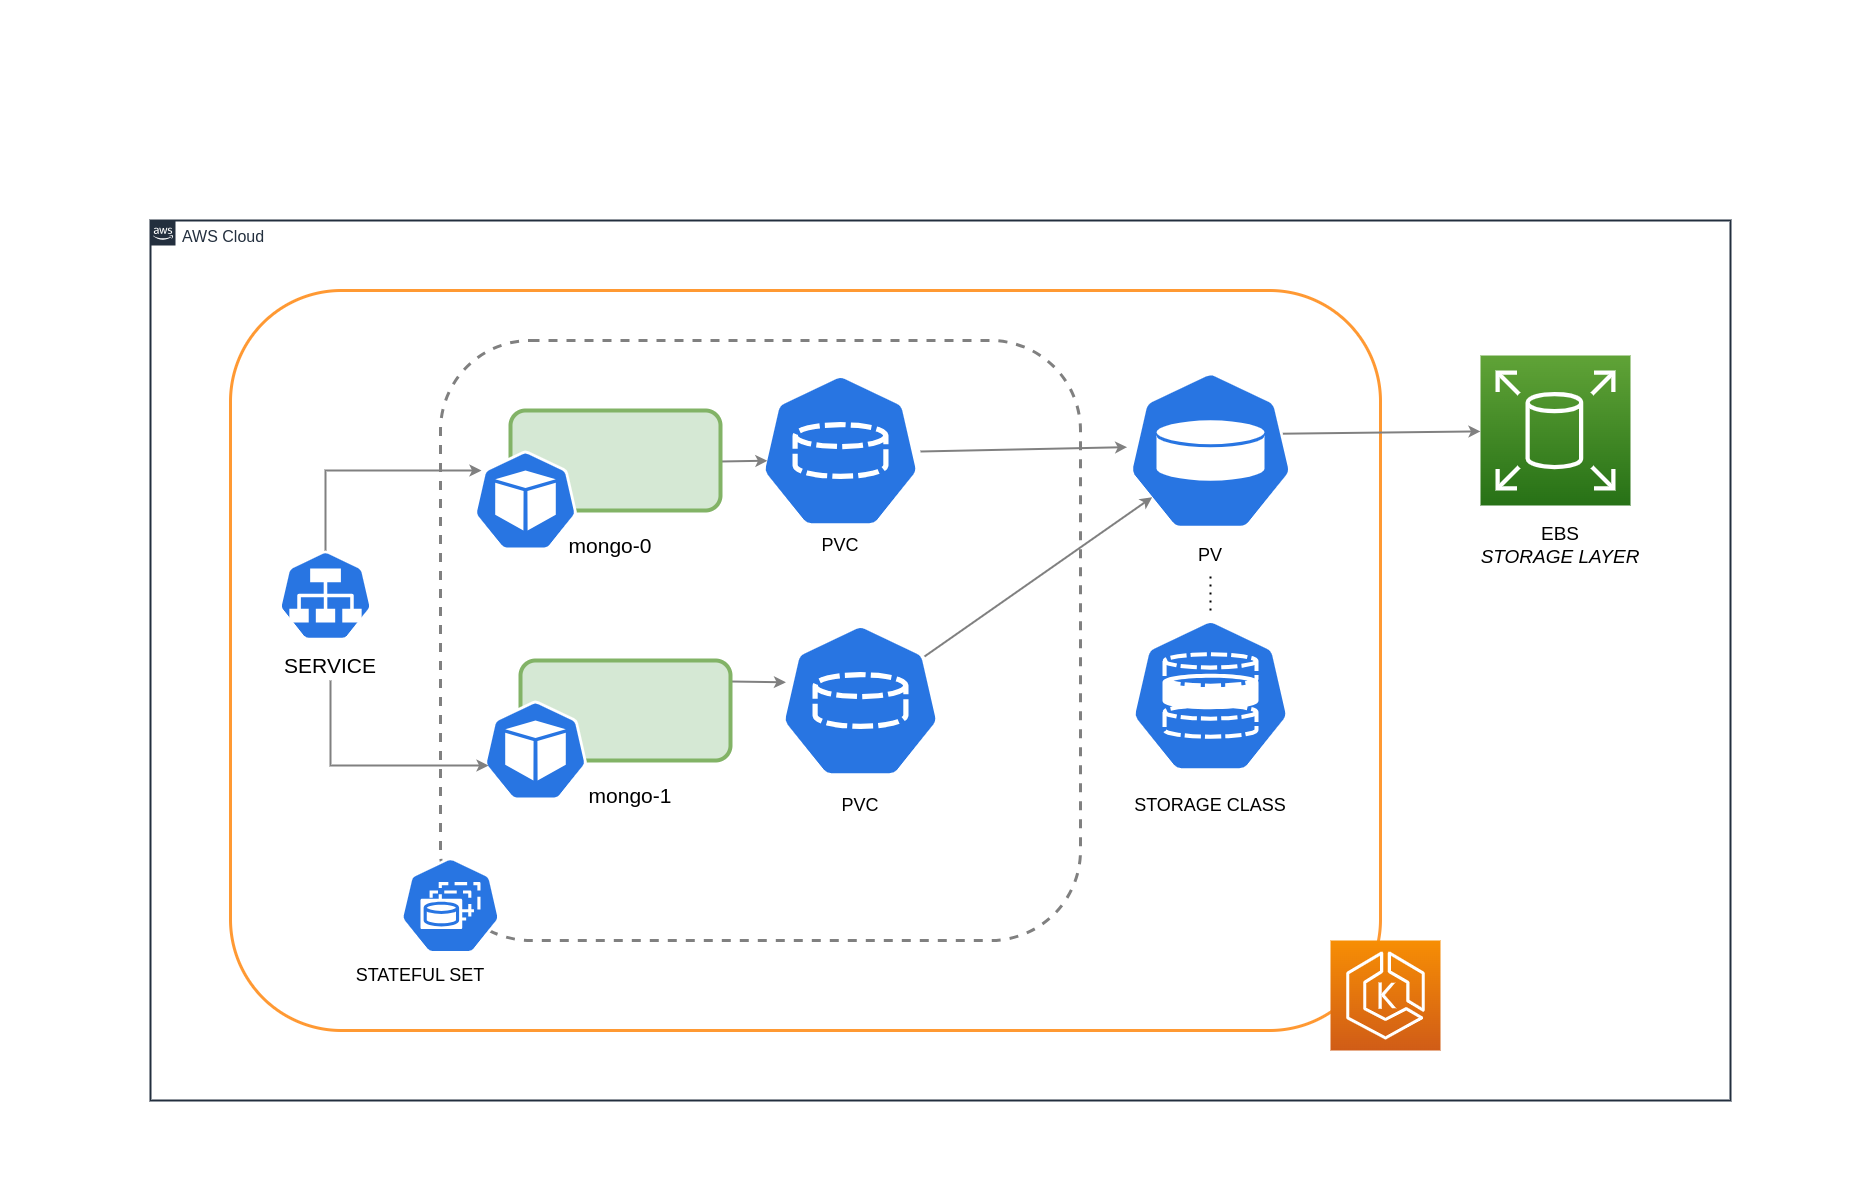 aws
AWS Cloud
mongo-0
PVC
PV
EBS
STORAGE LAYER
SERVICE
mongo-1
PVC
STORAGE CLASS
STATEFUL SET
K